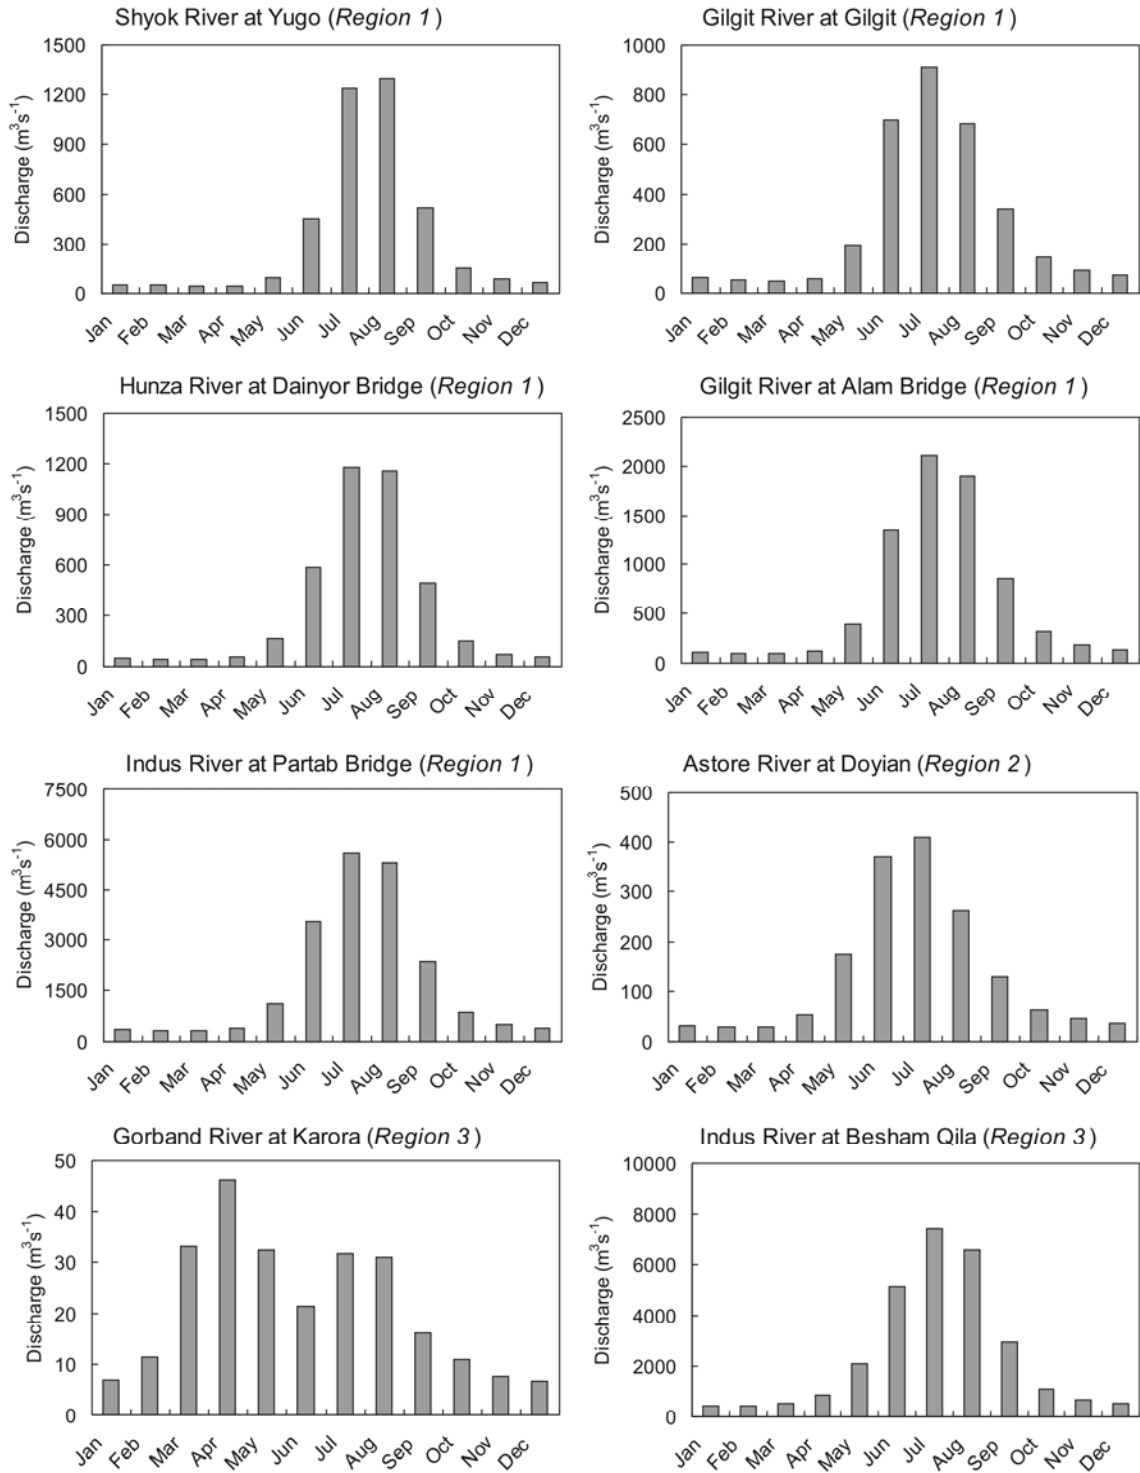 Shyok River at Yugo (Region 1)
Discharge (m³s⁻¹)
1500
1200
900
600
300
0
Jan Feb Mar Apr May Jun Jul Aug Sep Oct Nov Dec
Gilgit River at Gilgit (Region 1)
Discharge (m³s⁻¹)
1000
800
600
400
200
0
Jan Feb Mar Apr May Jun Jul Aug Sep Oct Nov Dec
Hunza River at Dainyor Bridge (Region 1)
Discharge (m³s⁻¹)
1500
1200
900
600
300
0
Jan Feb Mar Apr May Jun Jul Aug Sep Oct Nov Dec
Gilgit River at Alam Bridge (Region 1)
Discharge (m³s⁻¹)
2500
2000
1500
1000
500
0
Jan Feb Mar Apr May Jun Jul Aug Sep Oct Nov Dec
Indus River at Partab Bridge (Region 1)
Discharge (m³s⁻¹)
7500
6000
4500
3000
1500
0
Jan Feb Mar Apr May Jun Jul Aug Sep Oct Nov Dec
Astore River at Doyian (Region 2)
Discharge (m³s⁻¹)
500
400
300
200
100
0
Jan Feb Mar Apr May Jun Jul Aug Sep Oct Nov Dec
Gorband River at Karora (Region 3)
Discharge (m³s⁻¹)
50
40
30
20
10
0
Jan Feb Mar Apr May Jun Jul Aug Sep Oct Nov Dec
Indus River at Besham Qila (Region 3)
Discharge (m³s⁻¹)
10000
8000
6000
4000
2000
0
Jan Feb Mar Apr May Jun Jul Aug Sep Oct Nov Dec